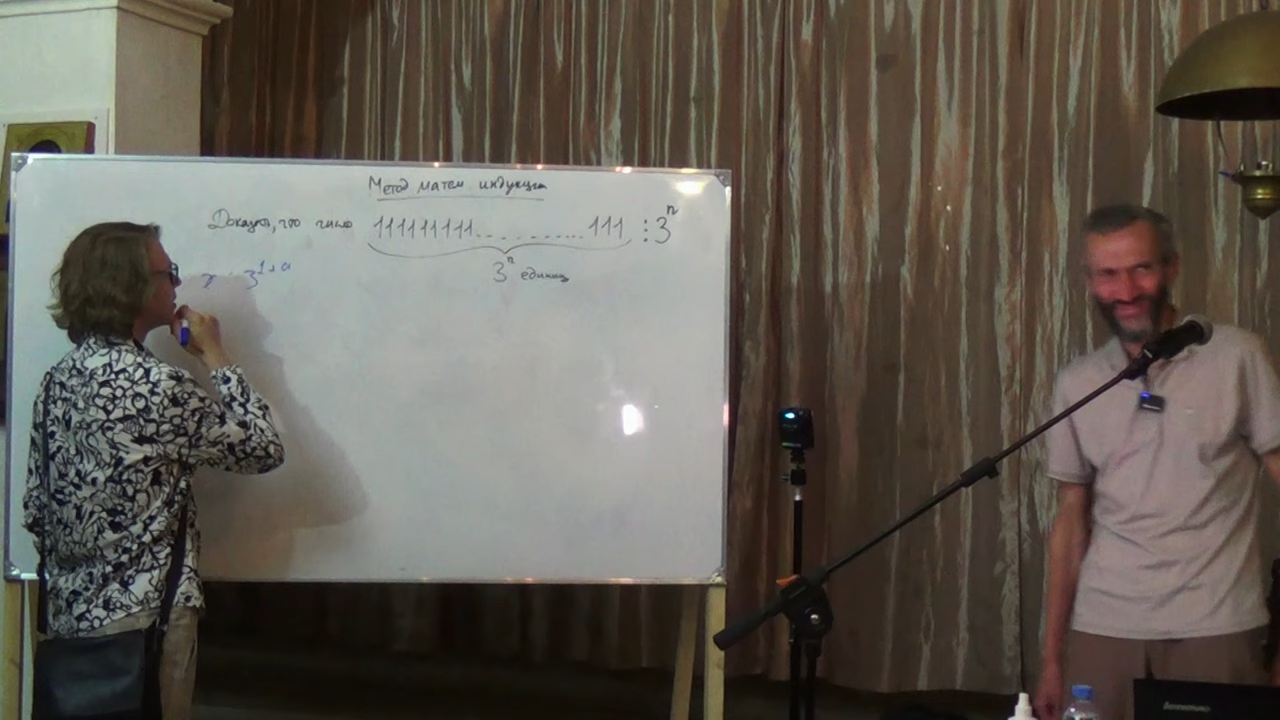 Метод матем индукции
Доказать, что число 111111111.........111 ⋮ 3ⁿ
3ⁿ единиц